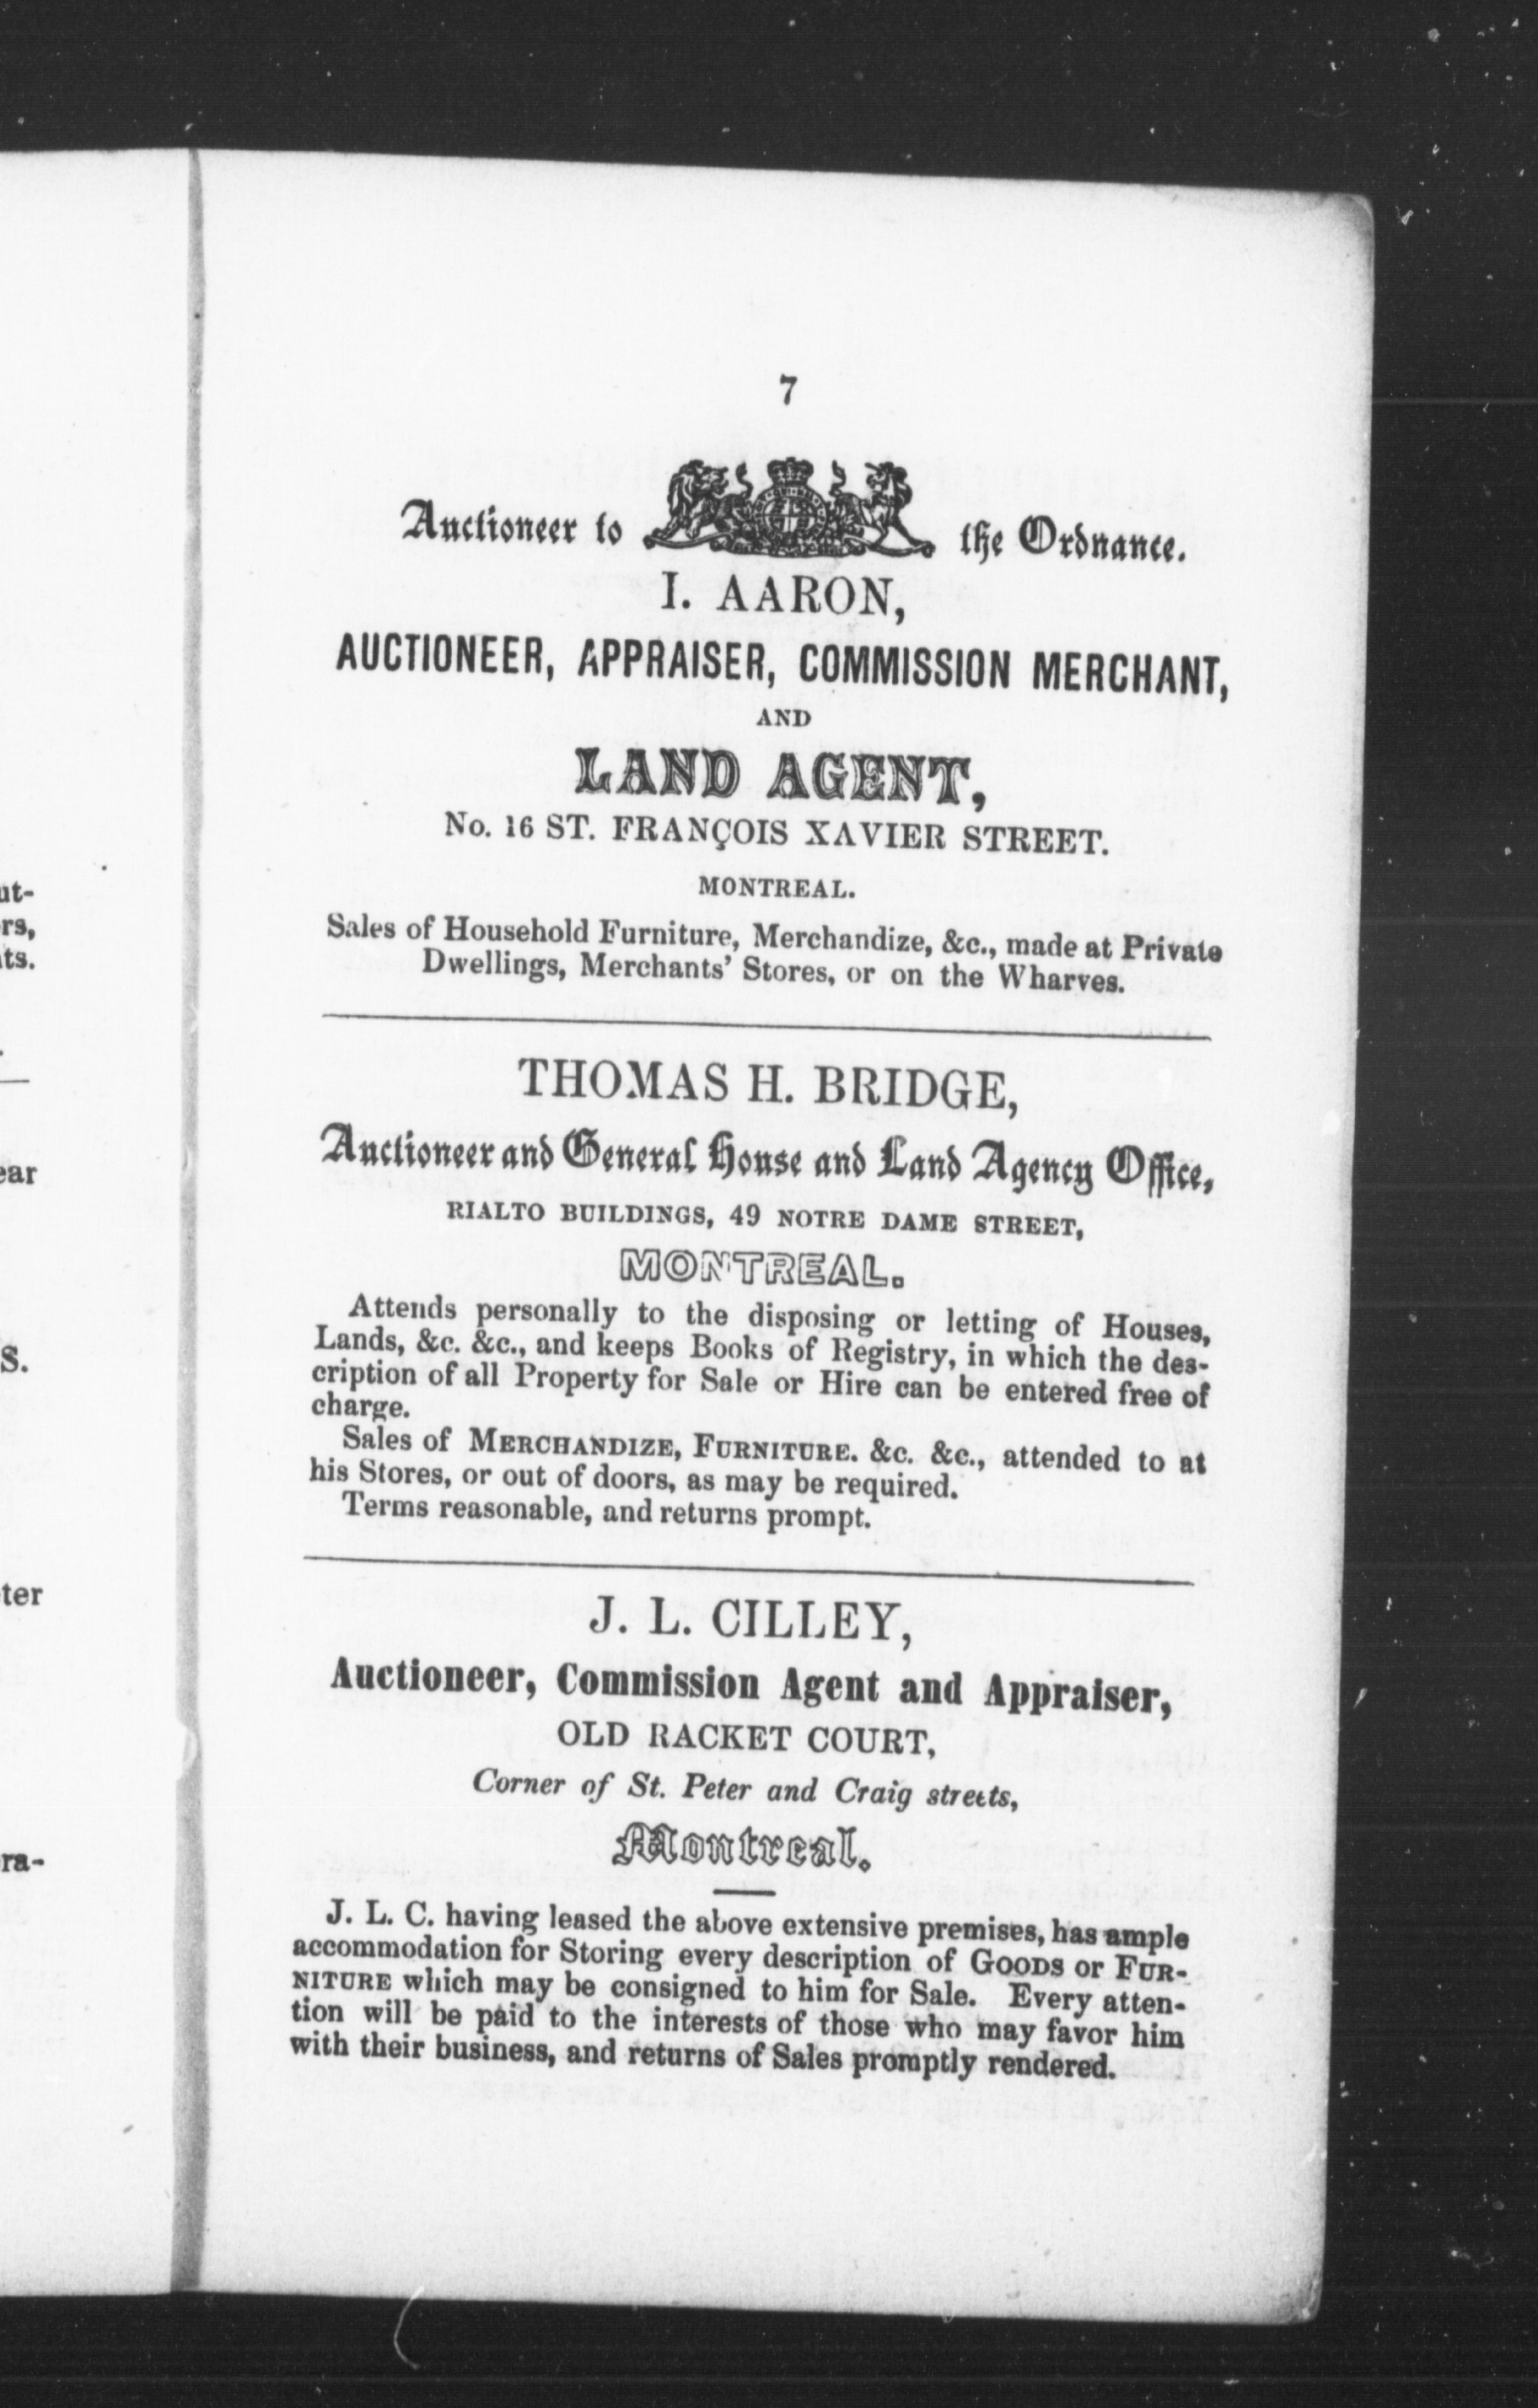 7
Auctioneer to the Ordnance.
I. AARON,
AUCTIONEER, APPRAISER, COMMISSION MERCHANT,
AND
LAND AGENT,
No. 16 ST. FRANÇOIS XAVIER STREET.
MONTREAL.
Sales of Household Furniture, Merchandize, &c., made at Private
Dwellings, Merchants' Stores, or on the Wharves.
THOMAS H. BRIDGE,
Auctioneer and General House and Land Agency Office,
RIALTO BUILDINGS, 49 NOTRE DAME STREET,
MONTREAL.
Attends personally to the disposing or letting of Houses,
Lands, &c. &c., and keeps Books of Registry, in which the des-
cription of all Property for Sale or Hire can be entered free of
charge.
Sales of MERCHANDIZE, FURNITURE. &c. &c., attended to at
his Stores, or out of doors, as may be required.
Terms reasonable, and returns prompt.
J. L. CILLEY,
Auctioneer, Commission Agent and Appraiser,
OLD RACKET COURT,
Corner of St. Peter and Craig streets,
Montreal.
J. L. C. having leased the above extensive premises, has ample
accommodation for Storing every description of GOODS or FUR-
NITURE which may be consigned to him for Sale. Every atten-
tion will be paid to the interests of those who may favor him
with their business, and returns of Sales promptly rendered.